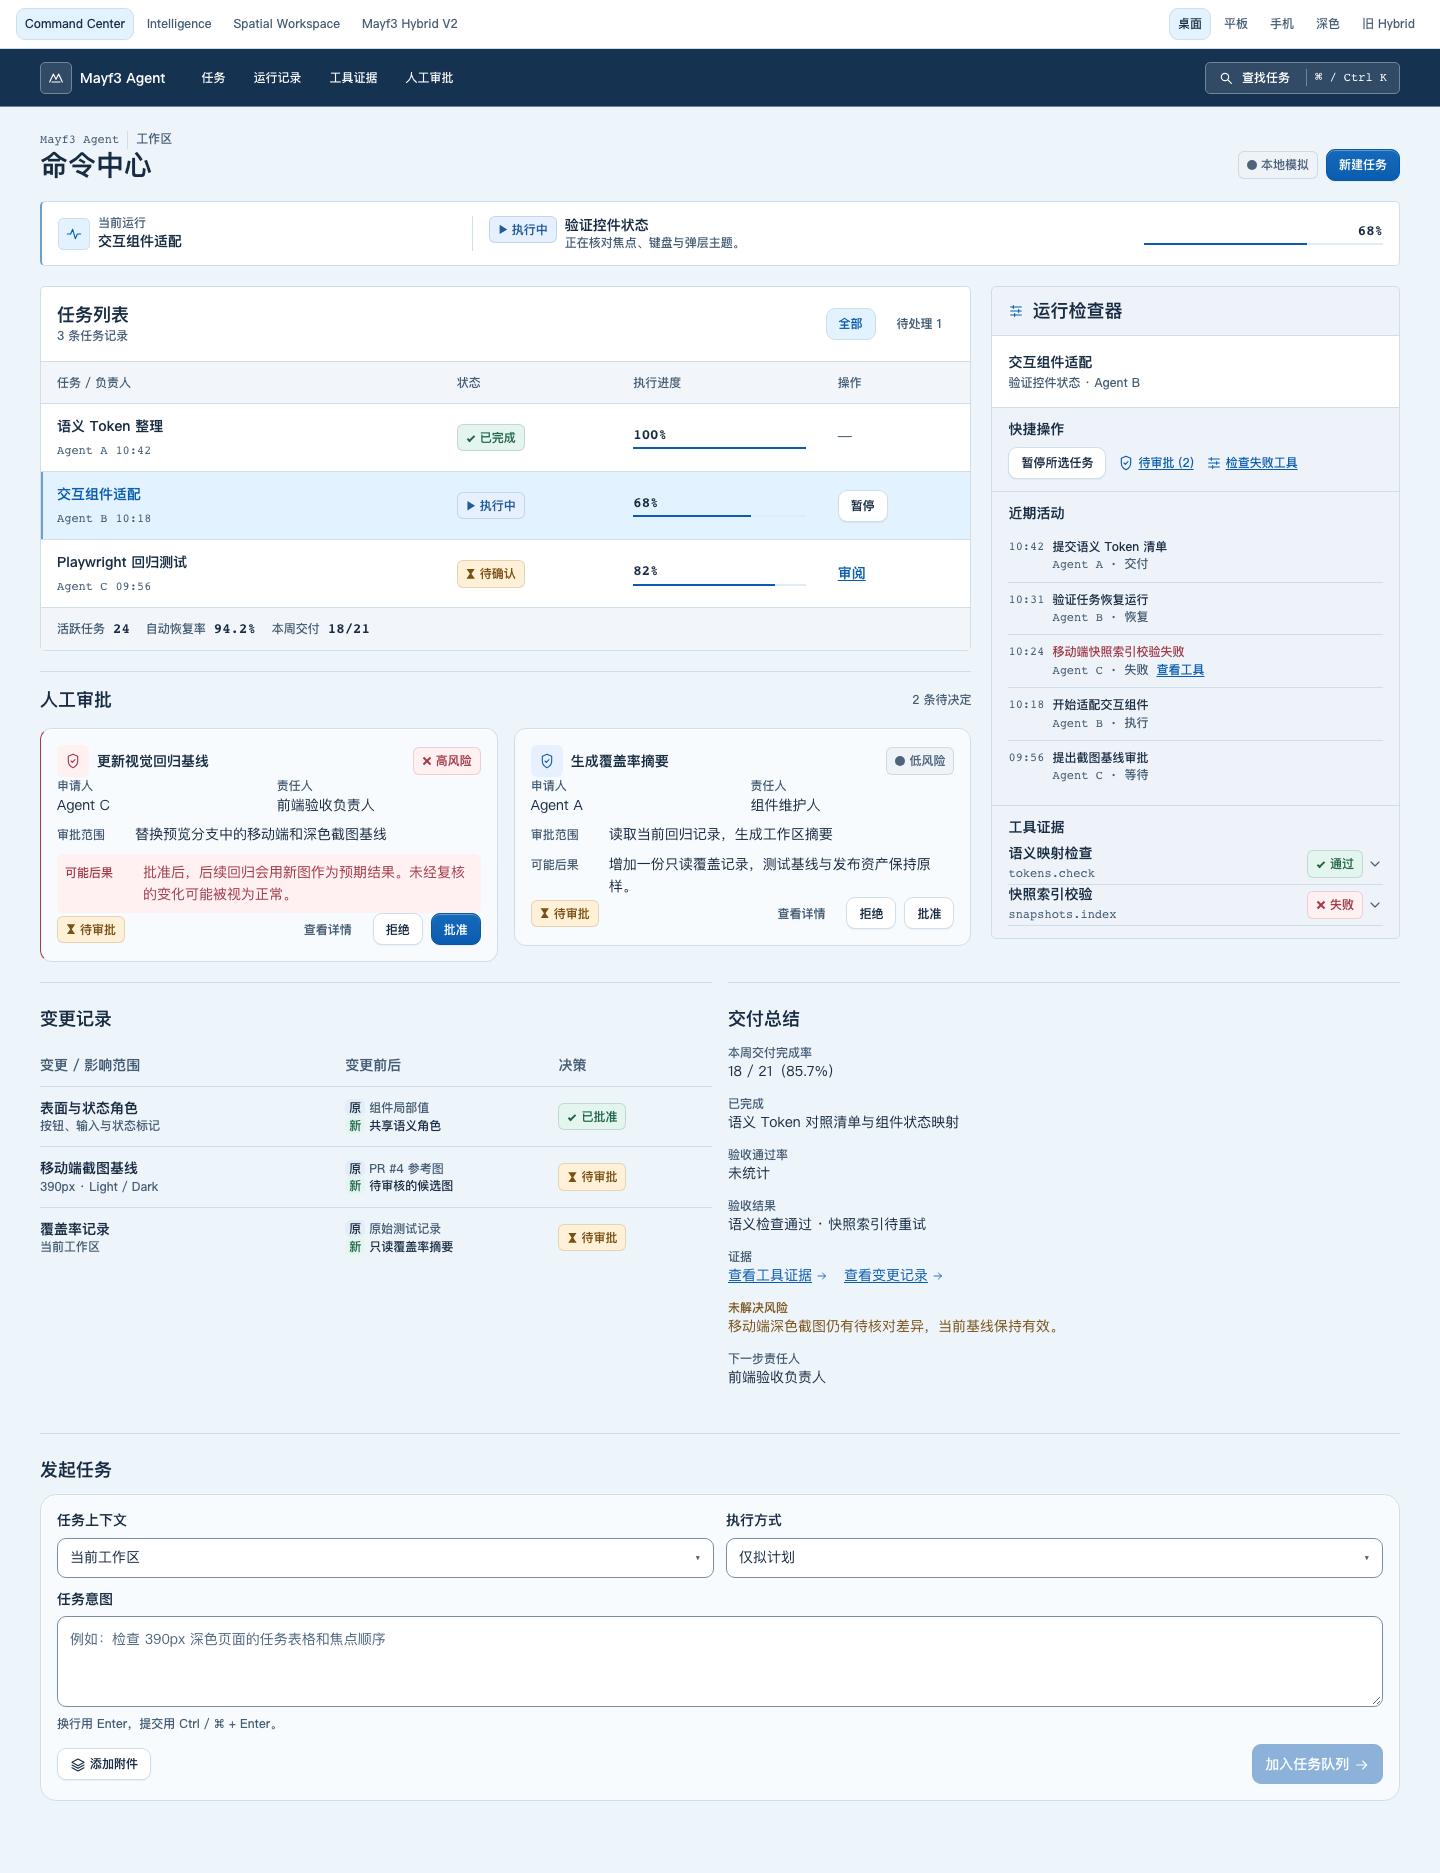 Command Center Intelligence Spatial Workspace Mayf3 Hybrid V2 桌面 平板 手机 深色 旧 Hybrid
Mayf3 Agent 任务 运行记录 工具证据 人工审批 查找任务 ⌘ / Ctrl K
Mayf3 Agent 工作区
命令中心
本地模拟 新建任务
当前运行
交互组件适配
执行中 验证控件状态
正在核对焦点、键盘与弹层主题。
68%
任务列表
3 条任务记录
全部 待处理 1
任务 / 负责人 状态 执行进度 操作
语义 Token 整理
Agent A 10:42
已完成 100% —
交互组件适配
Agent B 10:18
执行中 68% 暂停
Playwright 回归测试
Agent C 09:56
待确认 82% 审阅
活跃任务 24 自动恢复率 94.2% 本周交付 18/21
运行检查器
交互组件适配
验证控件状态 · Agent B
快捷操作
暂停所选任务 待审批 (2) 检查失败工具
近期活动
10:42 提交语义 Token 清单
Agent A · 交付
10:31 验证任务恢复运行
Agent B · 恢复
10:24 移动端快照索引校验失败
Agent C · 失败 查看工具
10:18 开始适配交互组件
Agent B · 执行
09:56 提出截图基线审批
Agent C · 等待
工具证据
语义映射检查
tokens.check
通过
快照索引校验
snapshots.index
失败
人工审批
2 条待决定
更新视觉回归基线 高风险
申请人 责任人
Agent C 前端验收负责人
审批范围 替换预览分支中的移动端和深色截图基线
可能后果 批准后，后续回归会用新图作为预期结果。未经复核
的变化可能被视为正常。
待审批 查看详情 拒绝 批准
生成覆盖率摘要 低风险
申请人 责任人
Agent A 组件维护人
审批范围 读取当前回归记录，生成工作区摘要
可能后果 增加一份只读覆盖记录，测试基线与发布资产保持原
样。
待审批 查看详情 拒绝 批准
变更记录
变更 / 影响范围 变更前后 决策
表面与状态角色
按钮、输入与状态标记
原 组件局部值
新 共享语义角色
已批准
移动端截图基线
390px · Light / Dark
原 PR #4 参考图
新 待审核的候选图
待审批
覆盖率记录
当前工作区
原 原始测试记录
新 只读覆盖率摘要
待审批
交付总结
本周交付完成率
18 / 21（85.7%）
已完成
语义 Token 对照清单与组件状态映射
验收通过率
未统计
验收结果
语义检查通过 · 快照索引待重试
证据
查看工具证据 → 查看变更记录 →
未解决风险
移动端深色截图仍有待核对差异，当前基线保持有效。
下一步责任人
前端验收负责人
发起任务
任务上下文 执行方式
当前工作区 仅拟计划
任务意图
例如：检查 390px 深色页面的任务表格和焦点顺序
换行用 Enter，提交用 Ctrl / ⌘ + Enter。
添加附件 加入任务队列 →